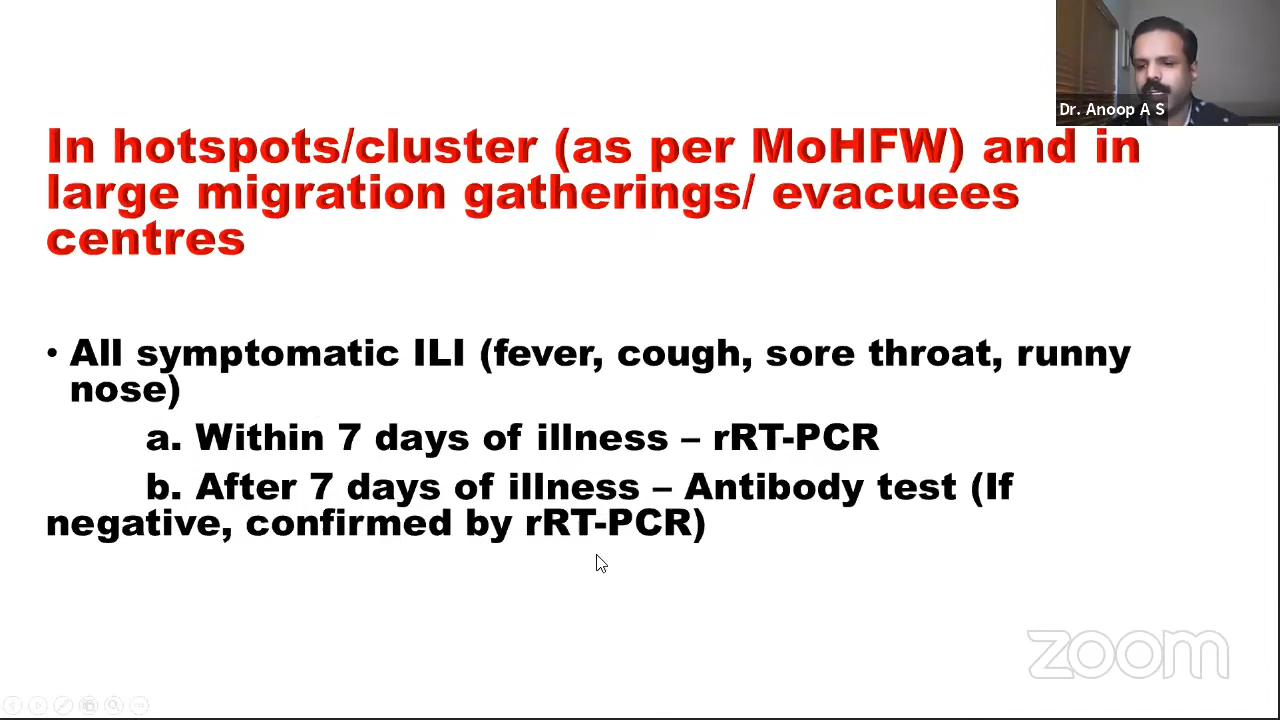 Dr. Anoop A S
In hotspots/cluster (as per MoHFW) and in
large migration gatherings/ evacuees
centres
• All symptomatic ILI (fever, cough, sore throat, runny
nose)
a. Within 7 days of illness – rRT-PCR
b. After 7 days of illness – Antibody test (If
negative, confirmed by rRT-PCR)
zoom